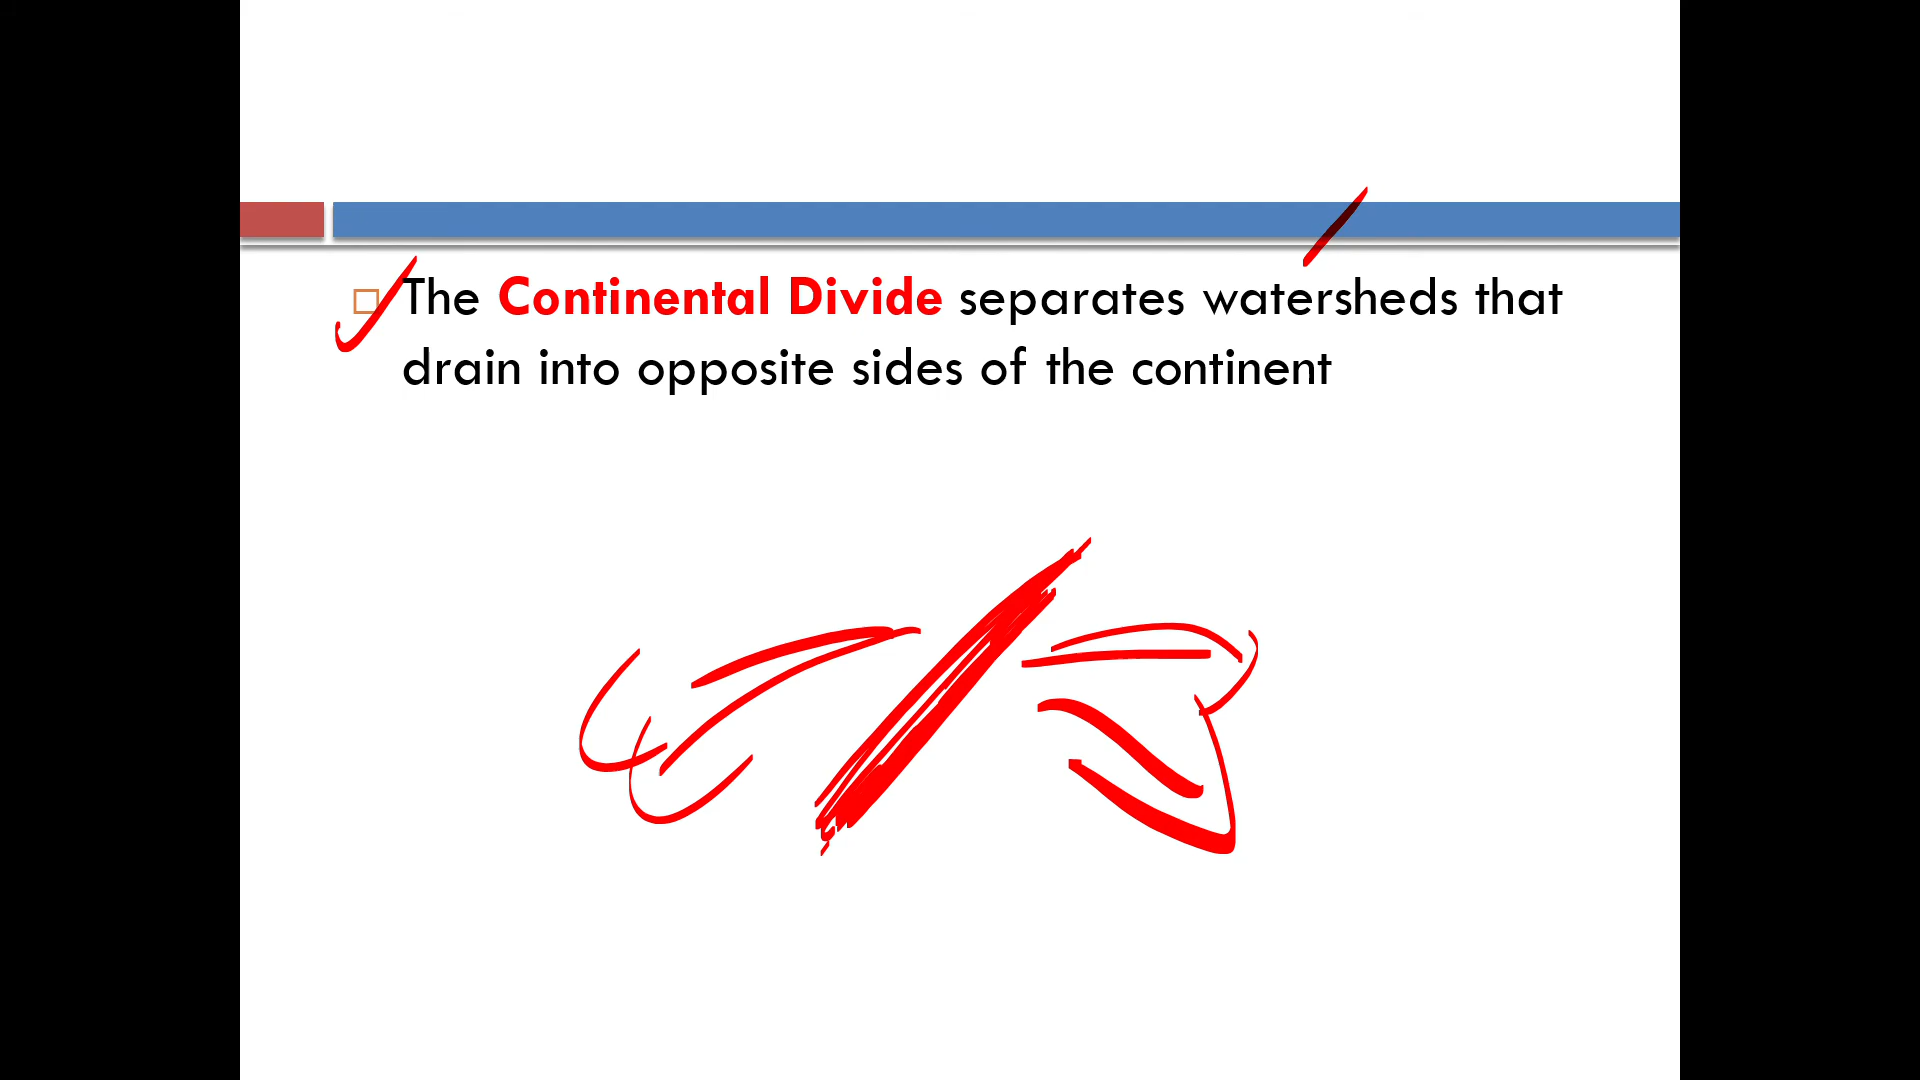 The Continental Divide separates watersheds that
drain into opposite sides of the continent